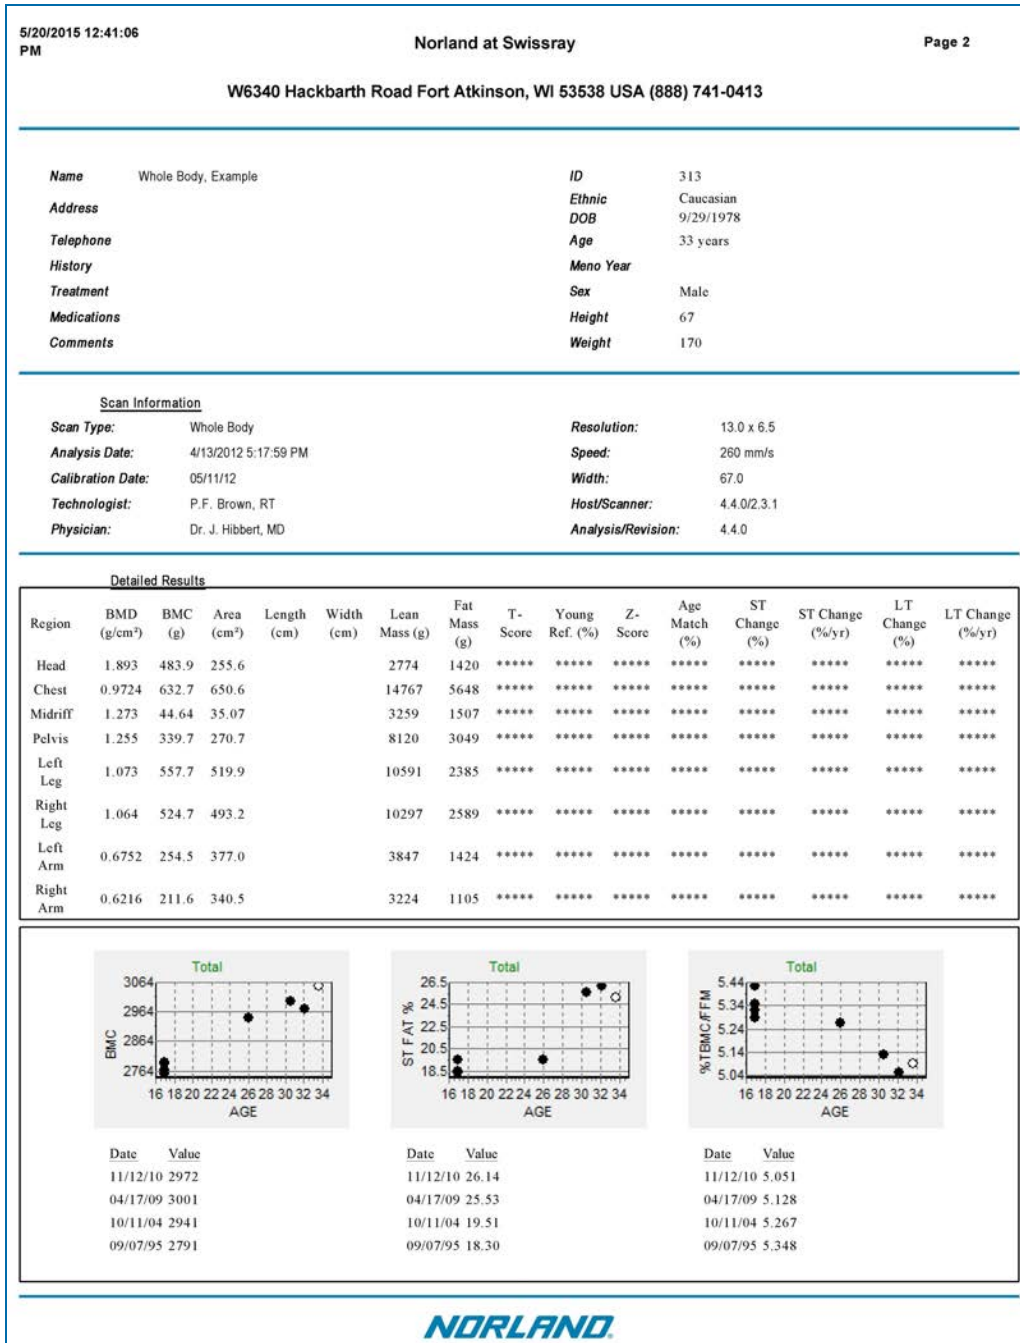 5/20/2015 12:41:06
PM
Norland at Swissray
Page 2
W6340 Hackbarth Road Fort Atkinson, WI 53538 USA (888) 741-0413
Name Whole Body, Example ID 313
Address Ethnic Caucasian
DOB 9/29/1978
Telephone Age 33 years
History Meno Year
Treatment Sex Male
Medications Height 67
Comments Weight 170
Scan Information
Scan Type: Whole Body Resolution: 13.0 x 6.5
Analysis Date: 4/13/2012 5:17:59 PM Speed: 260 mm/s
Calibration Date: 05/11/12 Width: 67.0
Technologist: P.F. Brown, RT Host/Scanner: 4.4.0/2.3.1
Physician: Dr. J. Hibbert, MD Analysis/Revision: 4.4.0
Detailed Results
Region BMD (g/cm²) BMC (g) Area (cm²) Length (cm) Width (cm) Lean Mass (g) Fat Mass (g) T-Score Young Ref. (%) Z-Score Age Match (%) ST Change (%) ST Change (%/yr) LT Change (%) LT Change (%/yr)
Head 1.893 483.9 255.6 2774 1420 ***** ***** ***** ***** ***** ***** ***** *****
Chest 0.9724 632.7 650.6 14767 5648 ***** ***** ***** ***** ***** ***** ***** *****
Midriff 1.273 44.64 35.07 3259 1507 ***** ***** ***** ***** ***** ***** ***** *****
Pelvis 1.255 339.7 270.7 8120 3049 ***** ***** ***** ***** ***** ***** ***** *****
Left Leg 1.073 557.7 519.9 10591 2385 ***** ***** ***** ***** ***** ***** ***** *****
Right Leg 1.064 524.7 493.2 10297 2589 ***** ***** ***** ***** ***** ***** ***** *****
Left Arm 0.6752 254.5 377.0 3847 1424 ***** ***** ***** ***** ***** ***** ***** *****
Right Arm 0.6216 211.6 340.5 3224 1105 ***** ***** ***** ***** ***** ***** ***** *****
Total
BMC
3064
2964
2864
2764
16 18 20 22 24 26 28 30 32 34
AGE
Date Value
11/12/10 2972
04/17/09 3001
10/11/04 2941
09/07/95 2791
Total
ST FAT %
26.5
24.5
22.5
20.5
18.5
16 18 20 22 24 26 28 30 32 34
AGE
Date Value
11/12/10 26.14
04/17/09 25.53
10/11/04 19.51
09/07/95 18.30
Total
%TBMC/FFM
5.44
5.34
5.24
5.14
5.04
16 18 20 22 24 26 28 30 32 34
AGE
Date Value
11/12/10 5.051
04/17/09 5.128
10/11/04 5.267
09/07/95 5.348
NORLAND